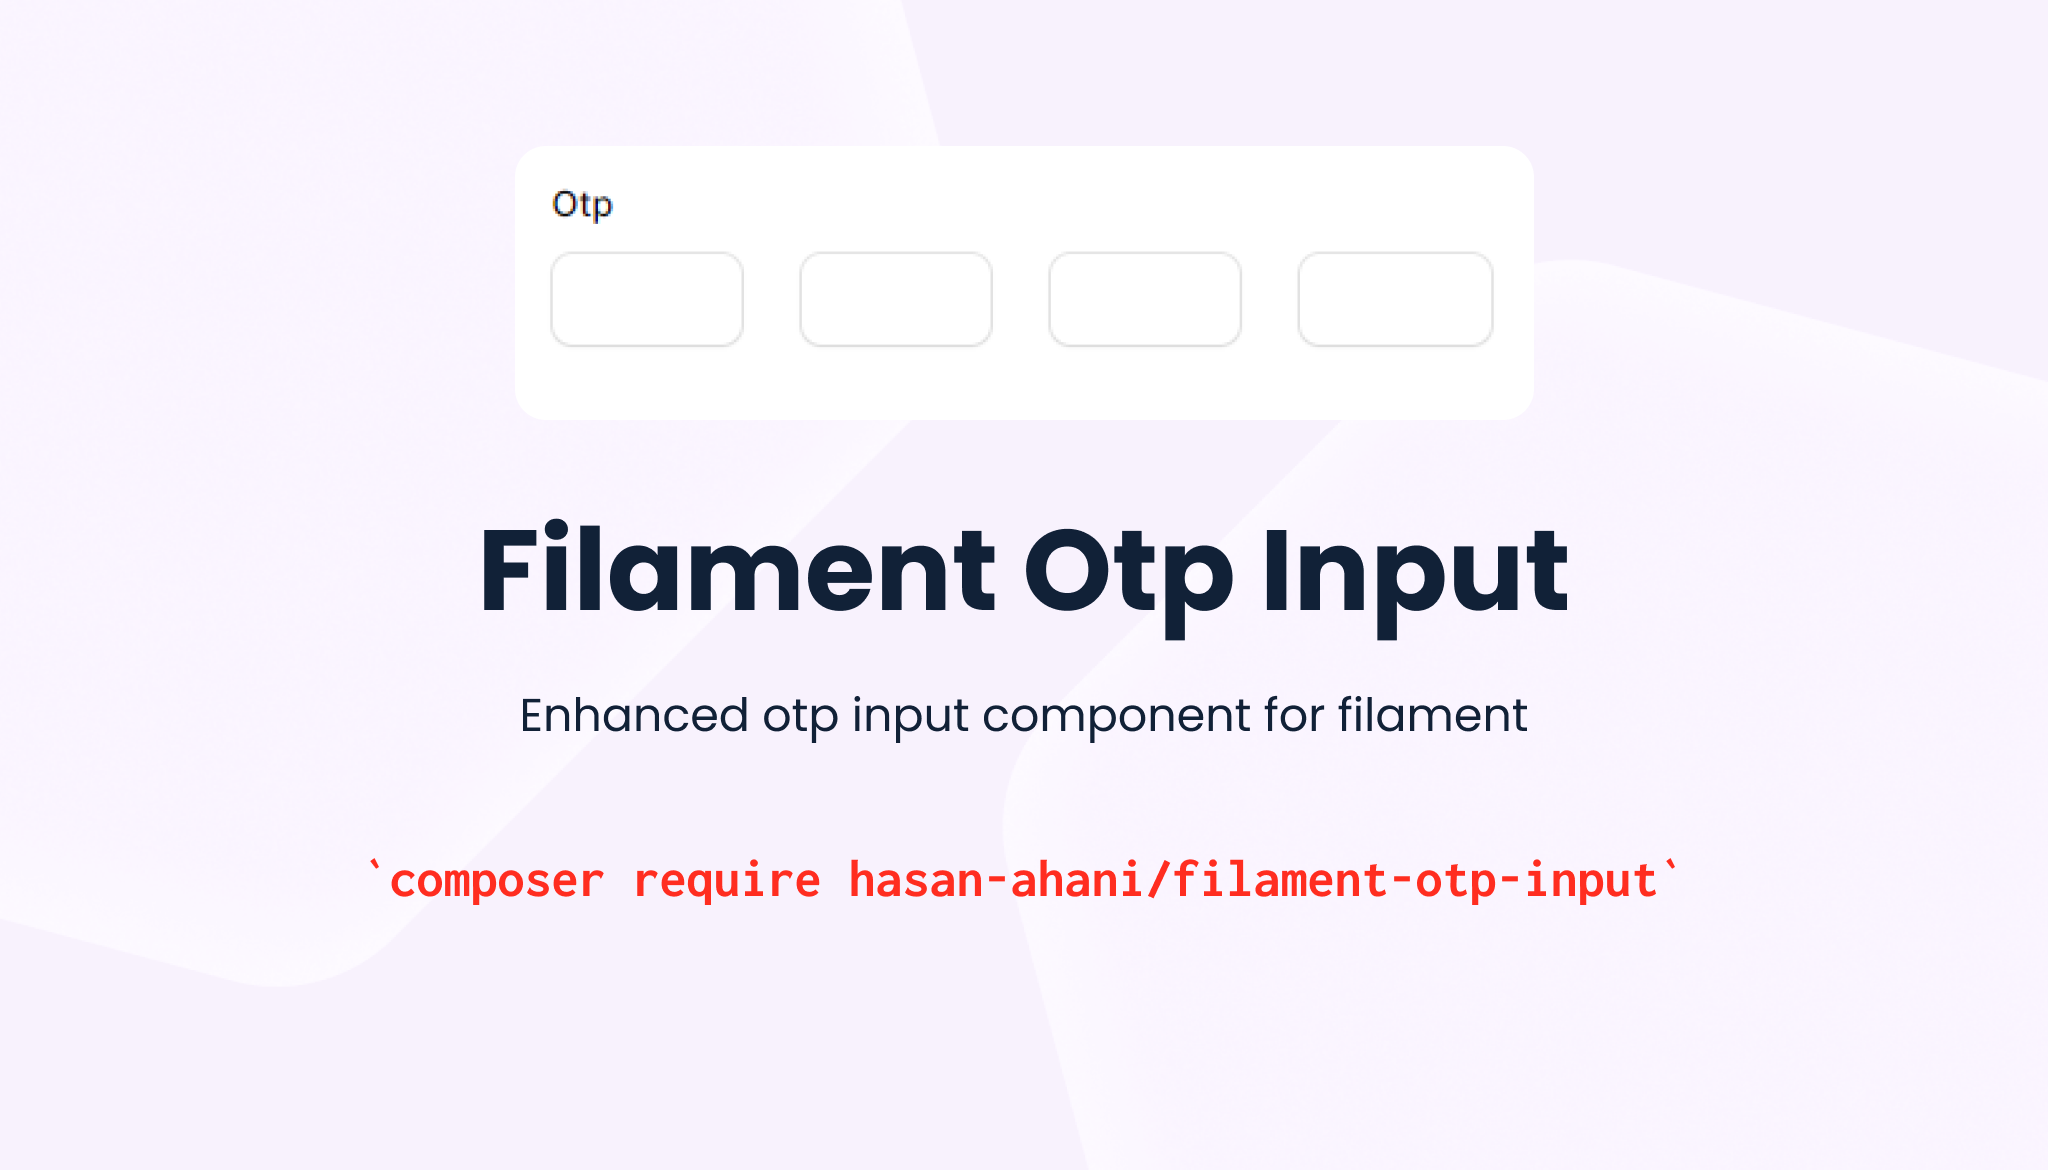 Otp
Filament Otp Input
Enhanced otp input component for filament
`composer require hasan-ahani/filament-otp-input`